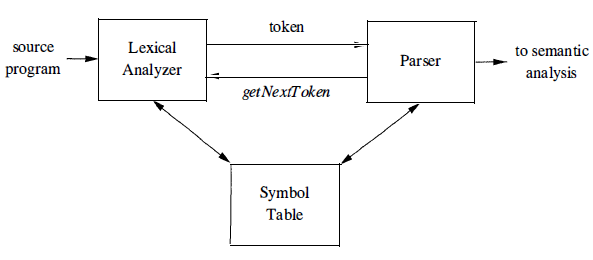 token
source
program
Lexical
Analyzer
Parser
to semantic
analysis
getNextToken
Symbol
Table